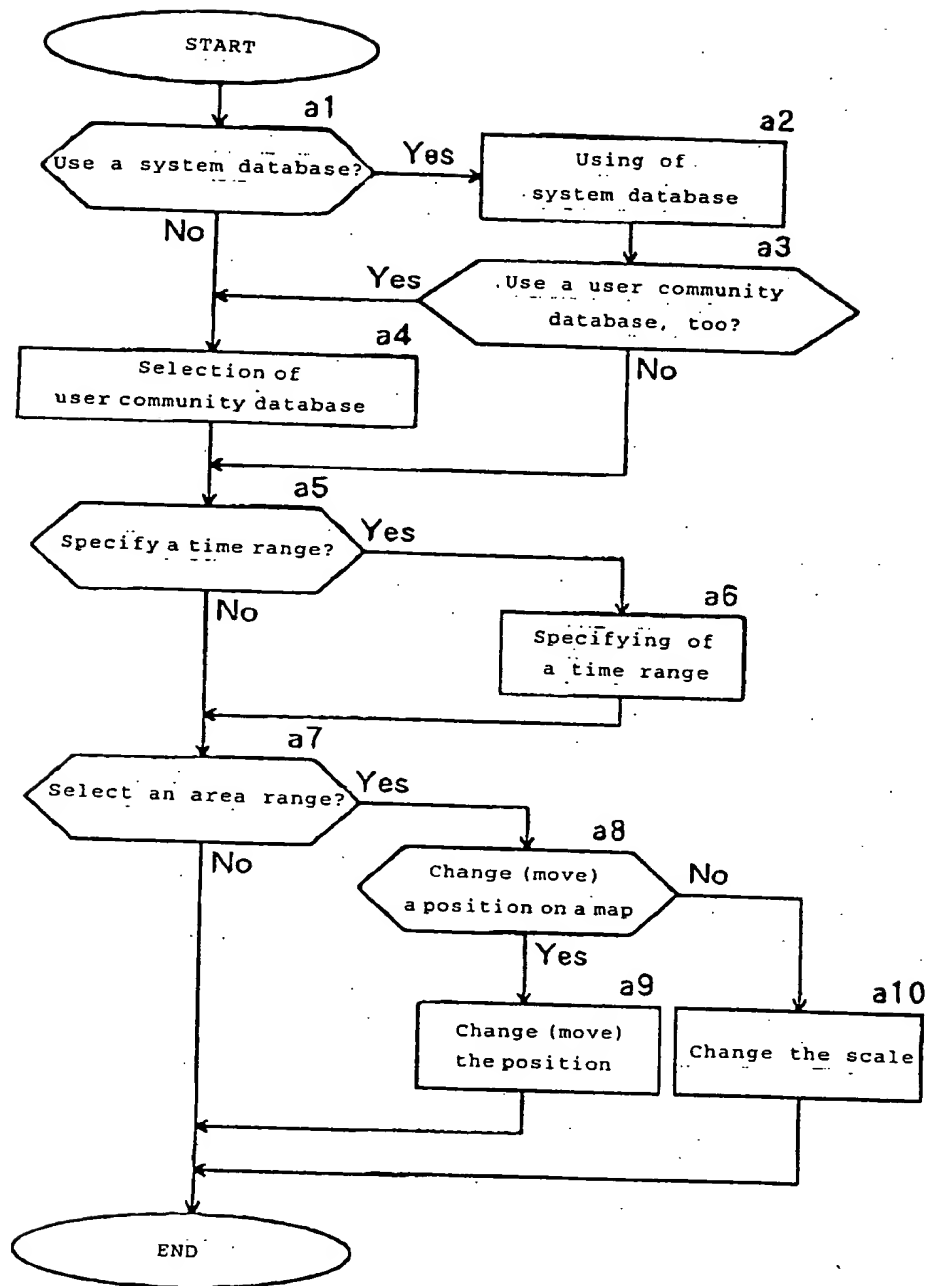 START
a1
Use a system database?
Yes
a2
Using of
system database
No
a3
Yes
Use a user community
database, too?
a4
Selection of
user community database
No
a5
Specify a time range?
Yes
No
a6
Specifying of
a time range
a7
Select an area range?
Yes
No
a8
Change (move)
a position on a map
No
Yes
a9
Change (move)
the position
a10
Change the scale
END